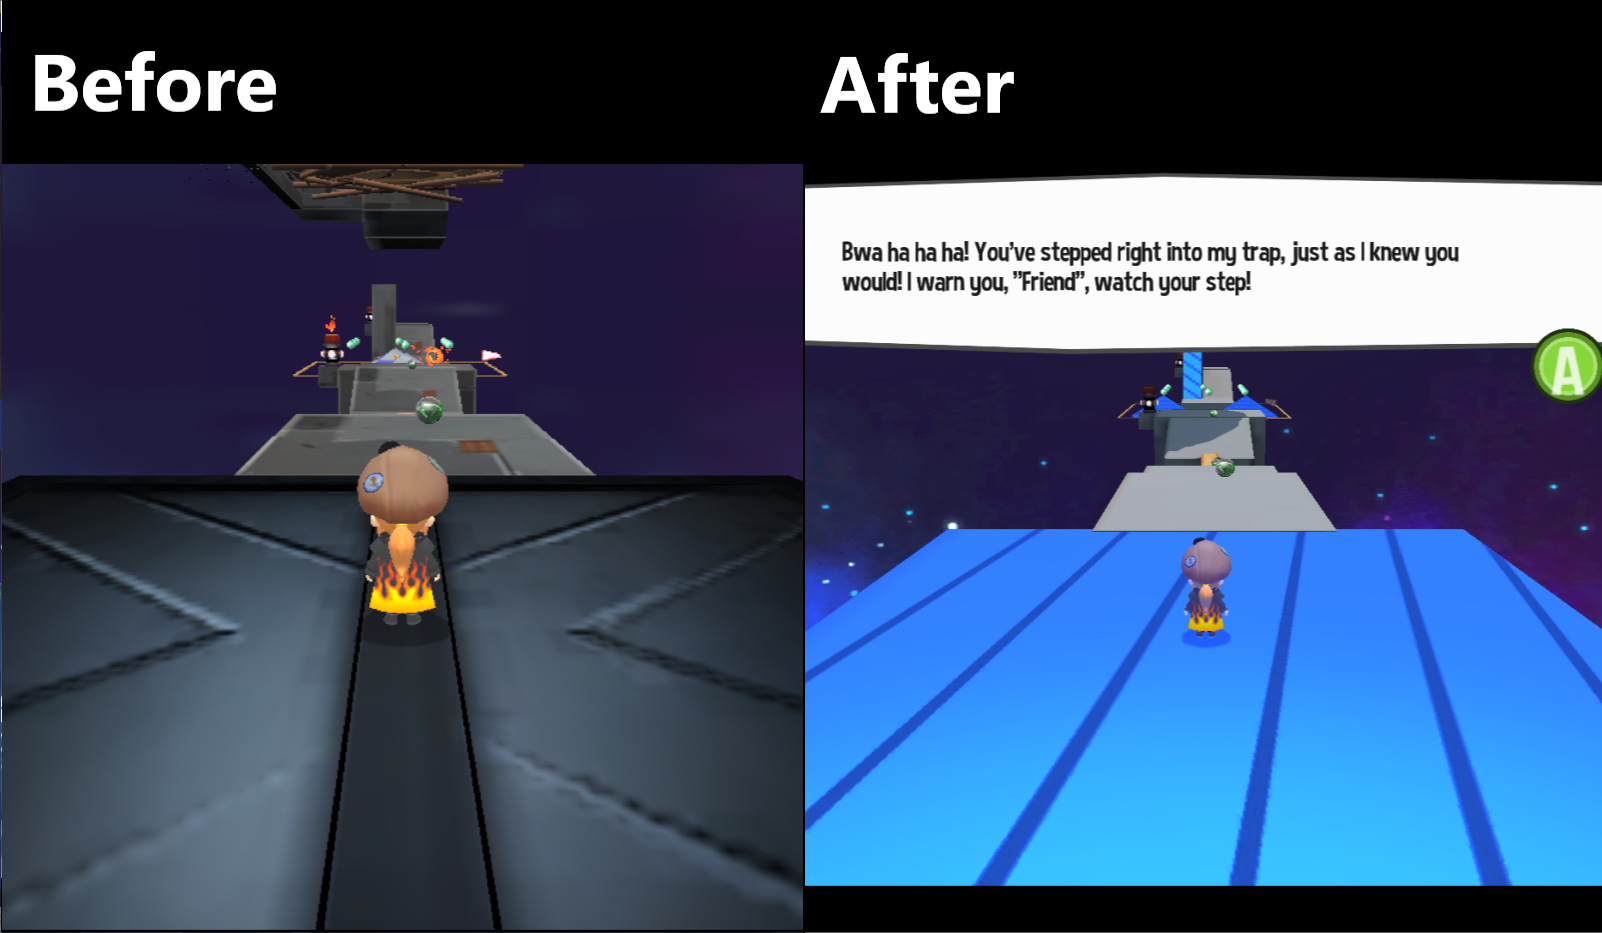 Before
After
Bwa ha ha ha! You've stepped right into my trap, just as I knew you
would! I warn you, ”Friend”, watch your step!
A